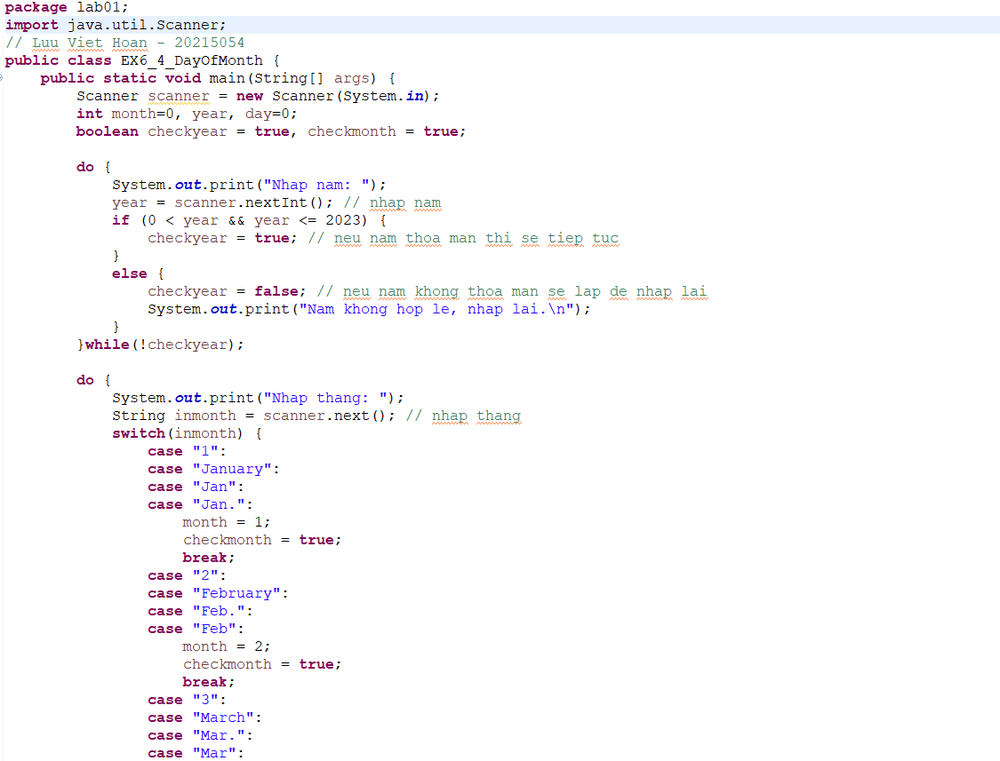 package lab01;
import java.util.Scanner;
// Luu Viet Hoan - 20215054
public class EX6_4_DayOfMonth {
    public static void main(String[] args) {
        Scanner scanner = new Scanner(System.in);
        int month=0, year, day=0;
        boolean checkyear = true, checkmonth = true;

        do {
            System.out.print("Nhap nam: ");
            year = scanner.nextInt(); // nhap nam
            if (0 < year && year <= 2023) {
                checkyear = true; // neu nam thoa man thi se tiep tuc
            }
            else {
                checkyear = false; // neu nam khong thoa man se lap de nhap lai
                System.out.print("Nam khong hop le, nhap lai.\n");
            }
        }while(!checkyear);

        do {
            System.out.print("Nhap thang: ");
            String inmonth = scanner.next(); // nhap thang
            switch(inmonth) {
                case "1":
                case "January":
                case "Jan":
                case "Jan.":
                    month = 1;
                    checkmonth = true;
                    break;
                case "2":
                case "February":
                case "Feb.":
                case "Feb":
                    month = 2;
                    checkmonth = true;
                    break;
                case "3":
                case "March":
                case "Mar.":
                case "Mar":